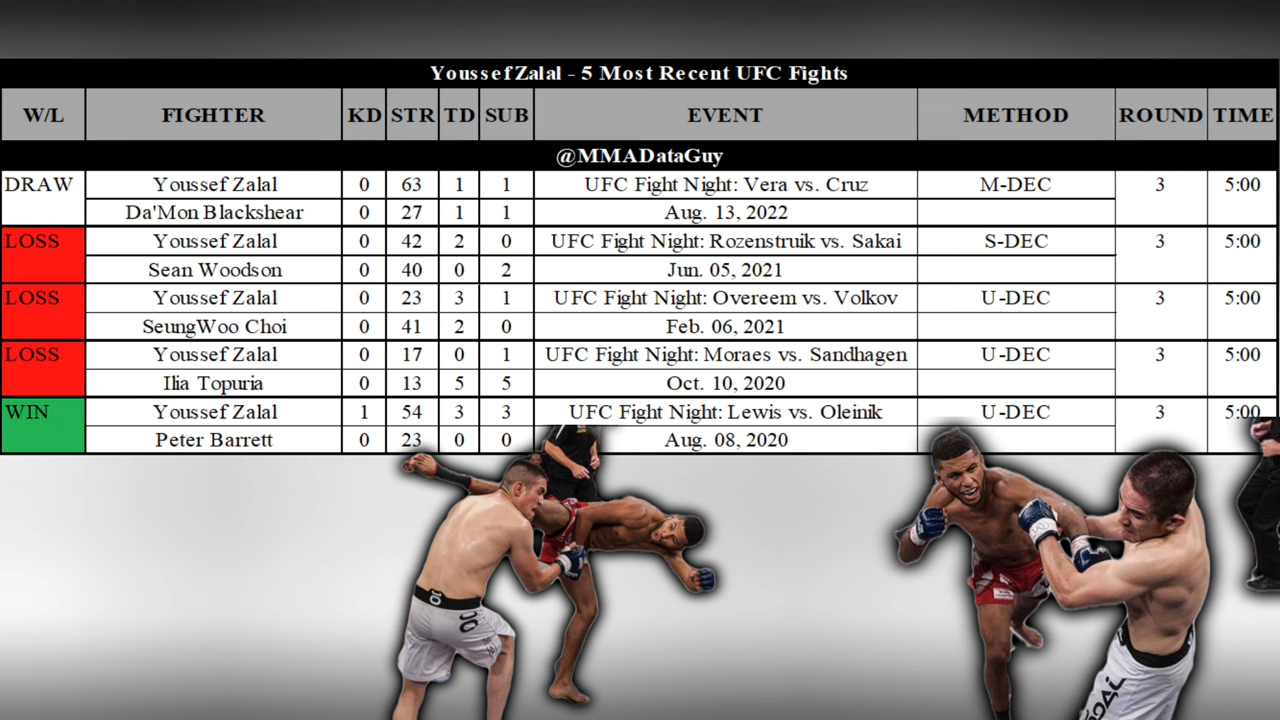 Youssef Zalal - 5 Most Recent UFC Fights
W/L FIGHTER KD STR TD SUB EVENT METHOD ROUND TIME
@MMADataGuy
DRAW Youssef Zalal 0 63 1 1 UFC Fight Night: Vera vs. Cruz M-DEC 3 5:00
Da'Mon Blackshear 0 27 1 1 Aug. 13, 2022
LOSS Youssef Zalal 0 42 2 0 UFC Fight Night: Rozenstruik vs. Sakai S-DEC 3 5:00
Sean Woodson 0 40 0 2 Jun. 05, 2021
LOSS Youssef Zalal 0 23 3 1 UFC Fight Night: Overeem vs. Volkov U-DEC 3 5:00
SeungWoo Choi 0 41 2 0 Feb. 06, 2021
LOSS Youssef Zalal 0 17 0 1 UFC Fight Night: Moraes vs. Sandhagen U-DEC 3 5:00
Ilia Topuria 0 13 5 5 Oct. 10, 2020
WIN Youssef Zalal 1 54 3 3 UFC Fight Night: Lewis vs. Oleinik U-DEC 3 5:00
Peter Barrett 0 23 0 0 Aug. 08, 2020